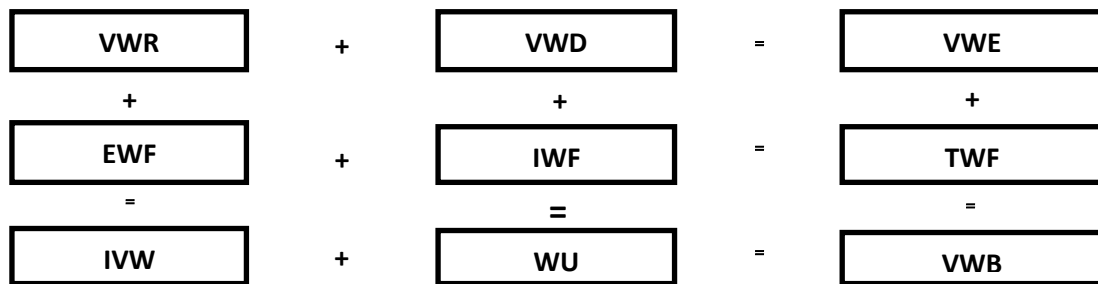 VWR + VWD = VWE
+ + +
EWF + IWF = TWF
= = =
IVW + WU = VWB